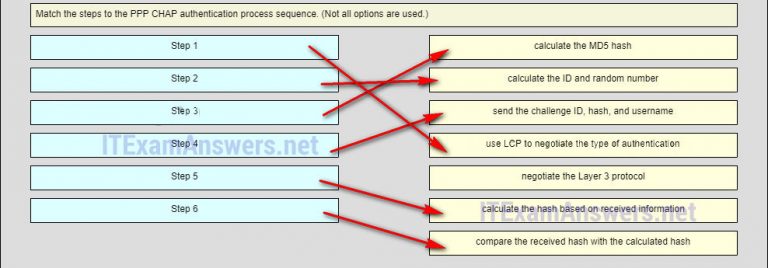 Match the steps to the PPP CHAP authentication process sequence. (Not all options are used.)
Step 1
calculate the MD5 hash
Step 2
calculate the ID and random number
Step 3
send the challenge ID, hash, and username
ITExamAnswers.net
Step 4
use LCP to negotiate the type of authentication
Step 5
negotiate the Layer 3 protocol
Step 6
calculate the hash based on received information
ITExamAnswers.net
compare the received hash with the calculated hash